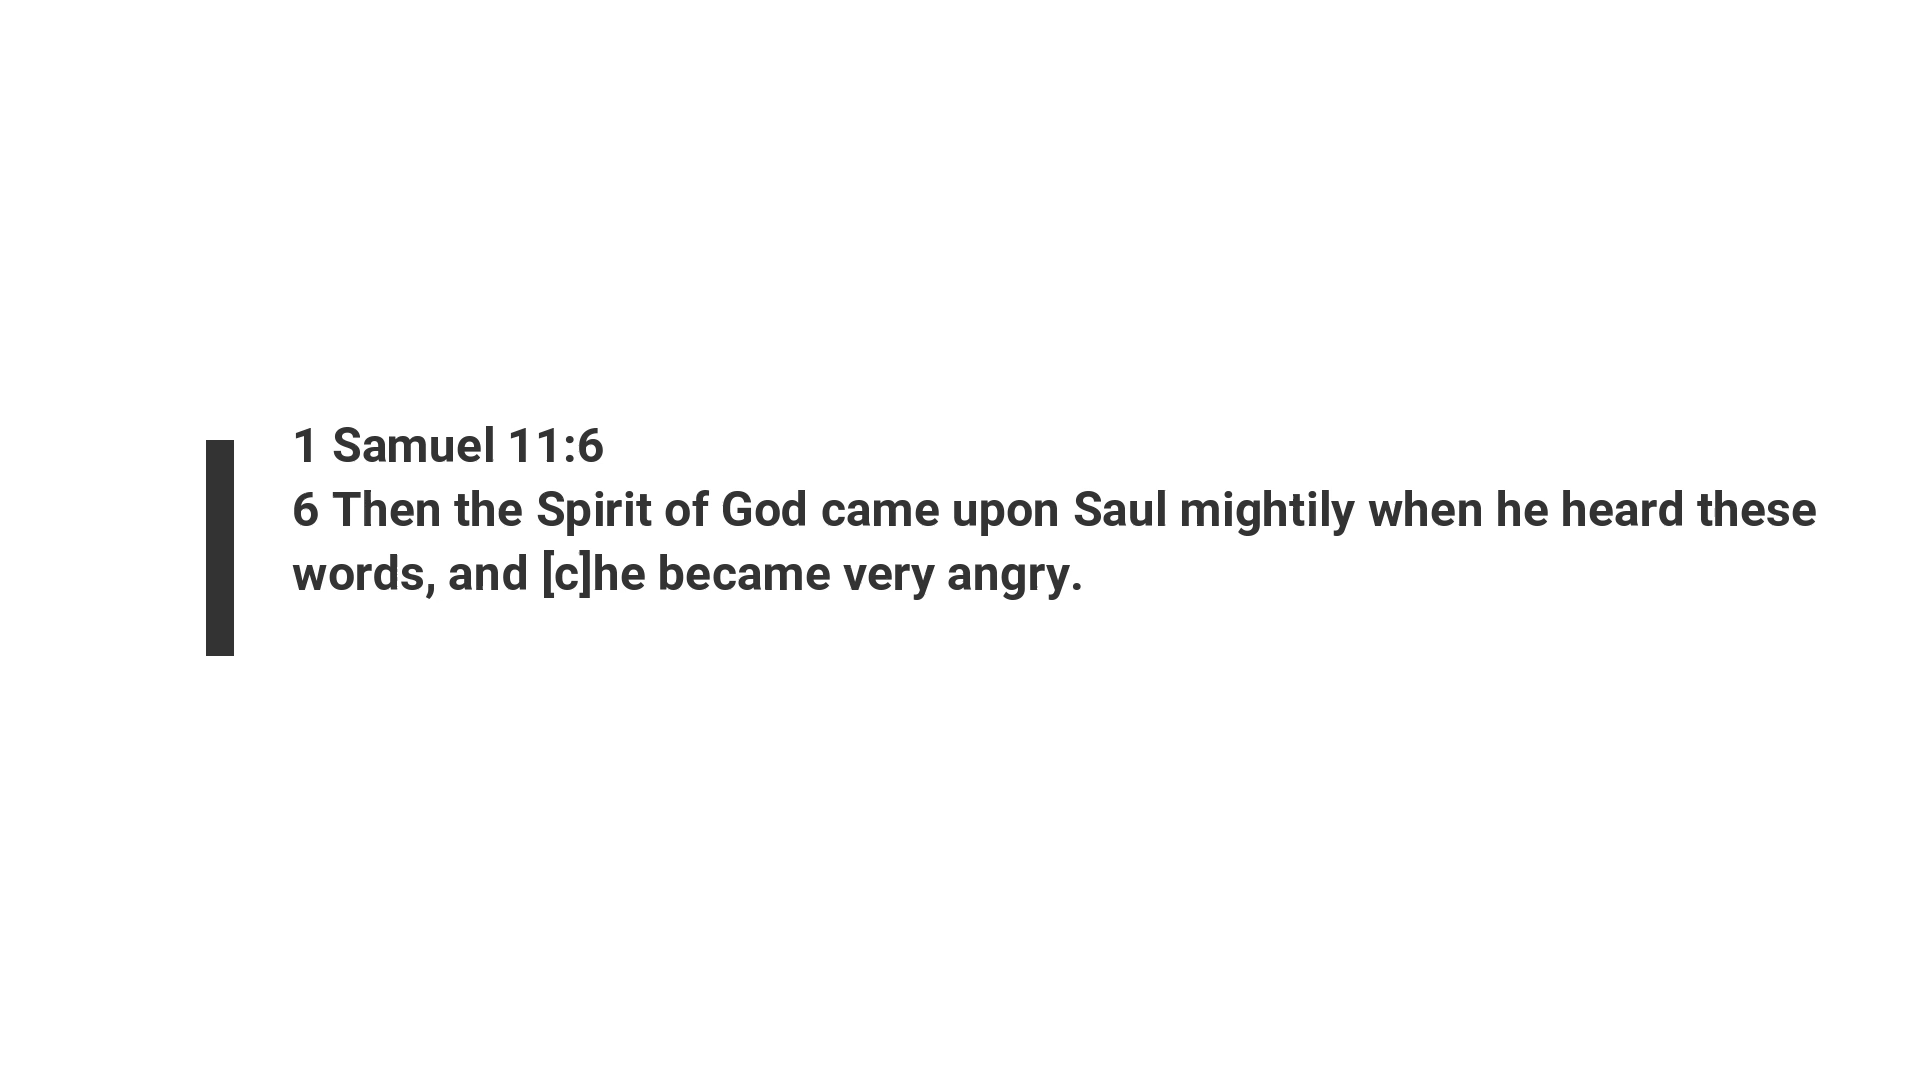 1 Samuel 11:6
6 Then the Spirit of God came upon Saul mightily when he heard these
words, and [c]he became very angry.